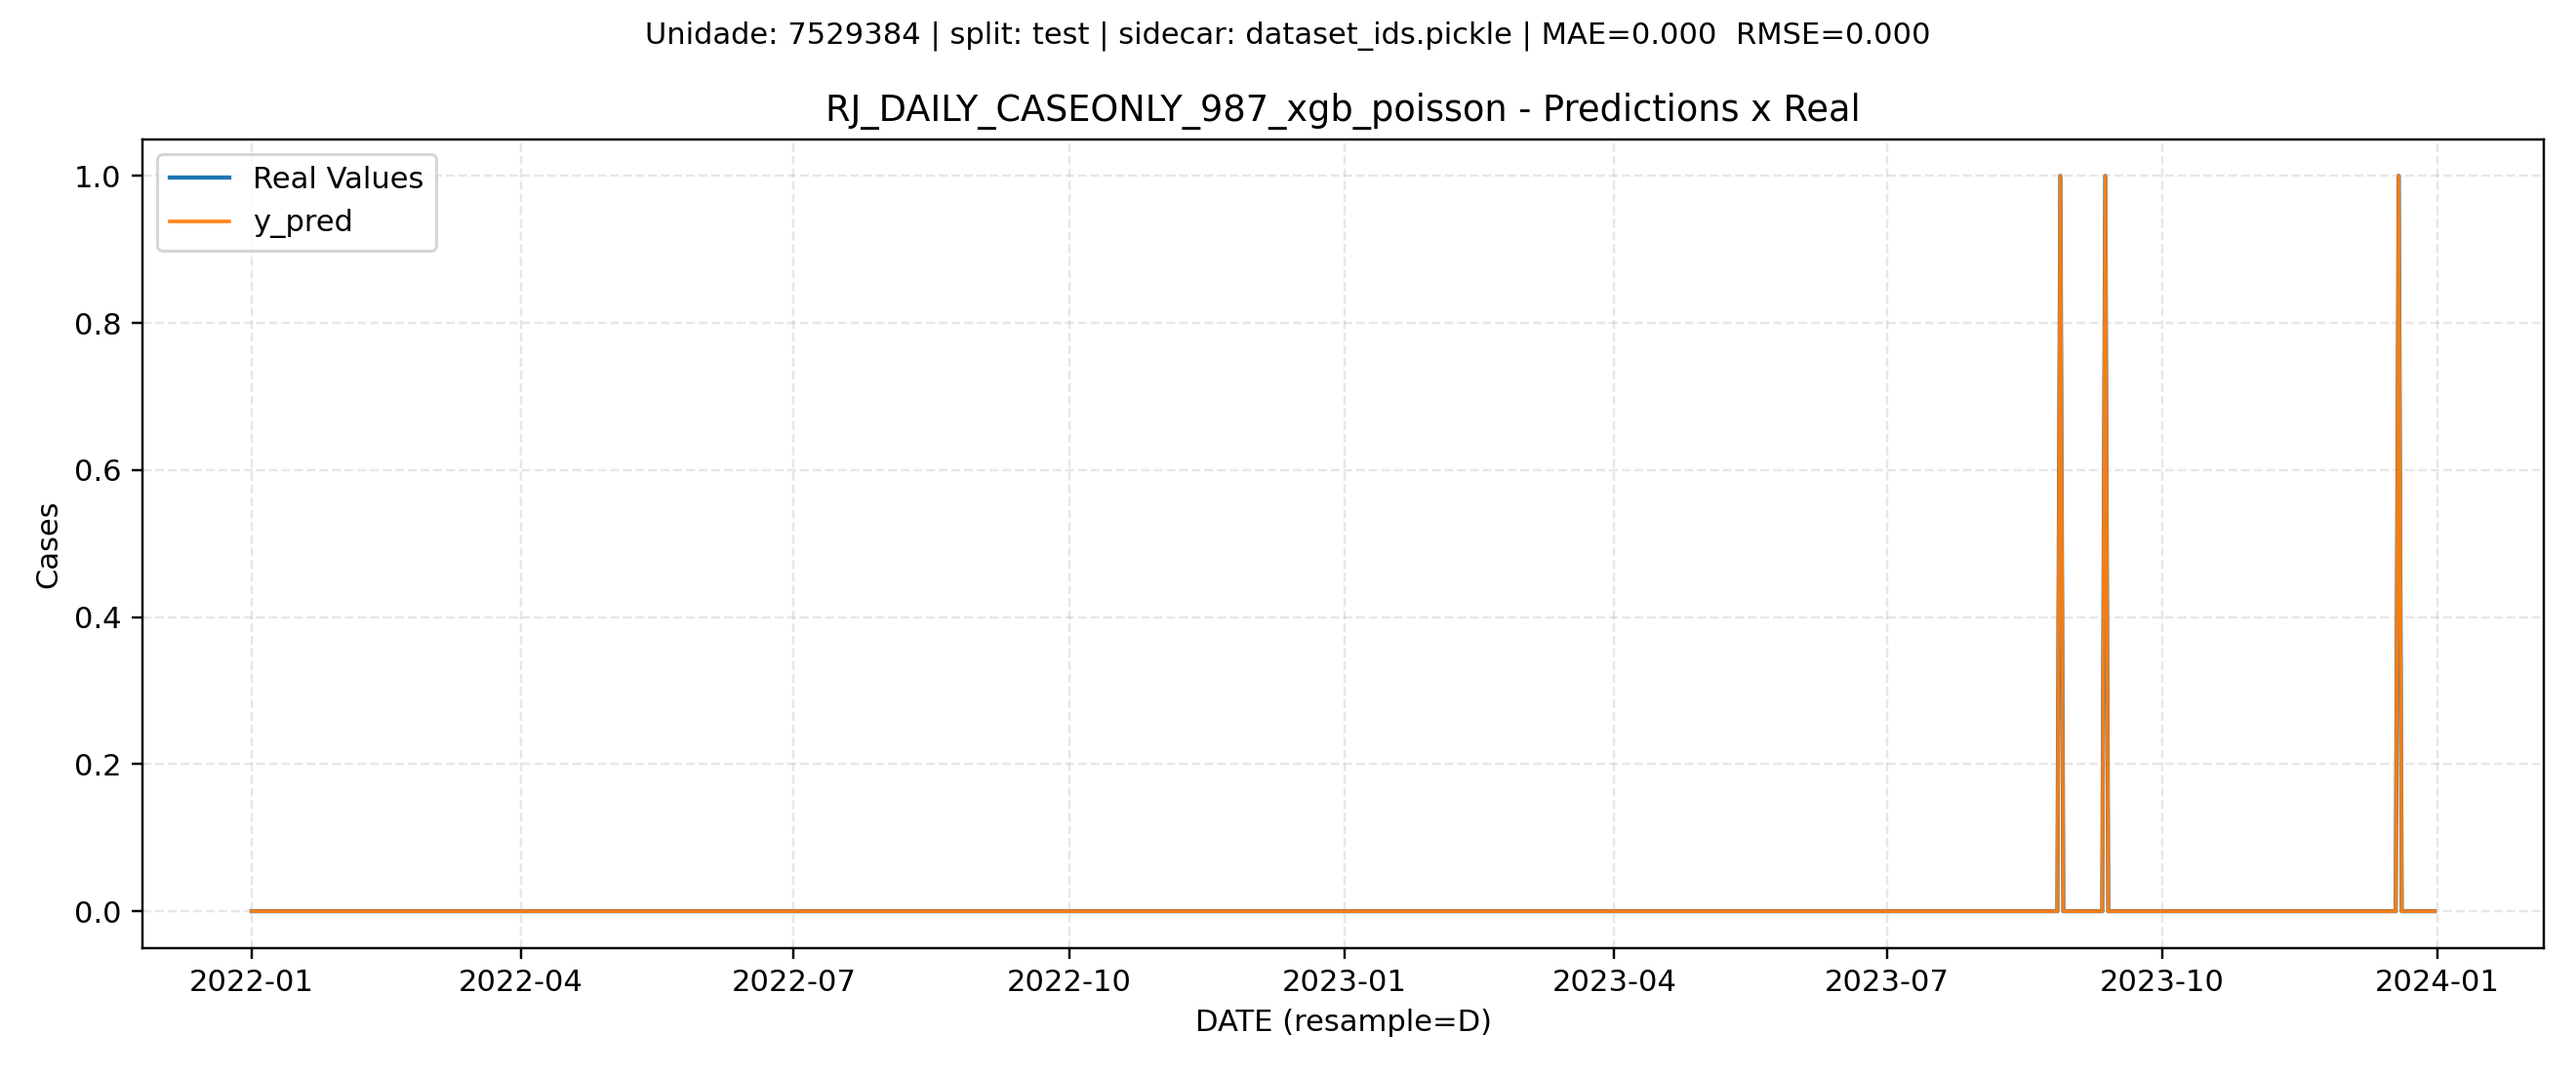 Unidade: 7529384 | split: test | sidecar: dataset_ids.pickle | MAE=0.000  RMSE=0.000
RJ_DAILY_CASEONLY_987_xgb_poisson - Predictions x Real
Real Values
y_pred
1.0
0.8
0.6
0.4
0.2
0.0
Cases
2022-01
2022-04
2022-07
2022-10
2023-01
2023-04
2023-07
2023-10
2024-01
DATE (resample=D)